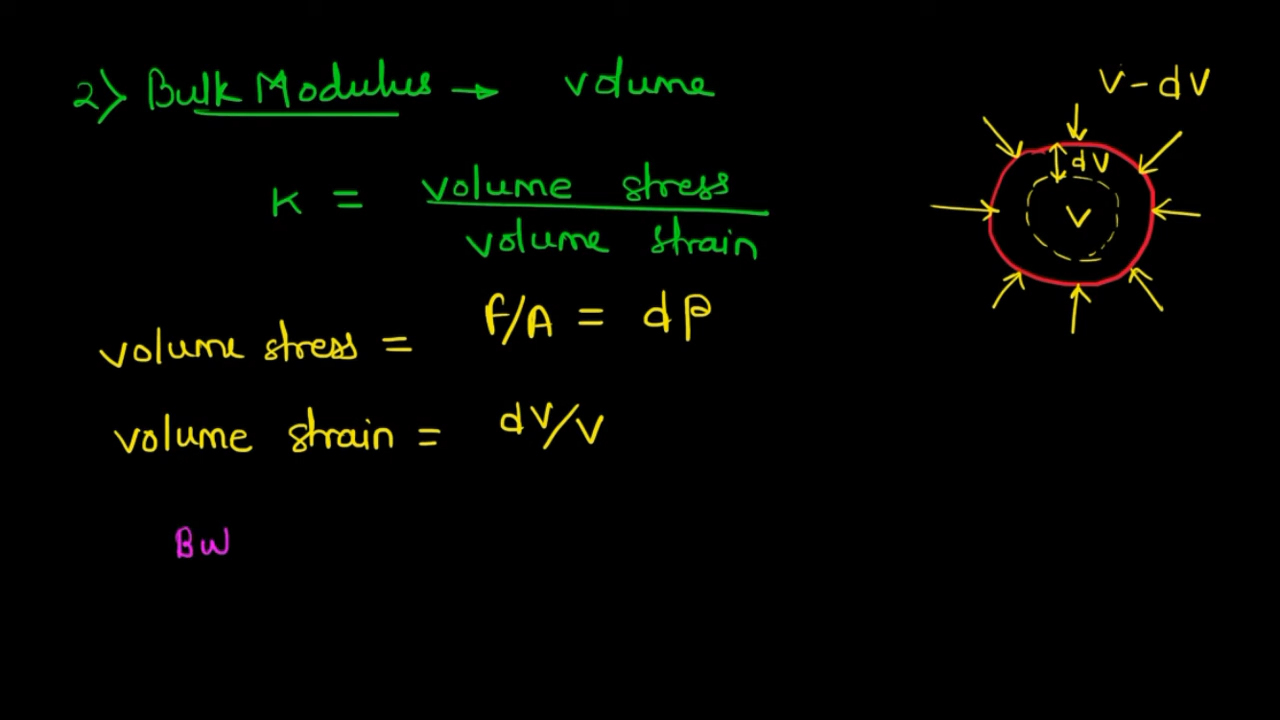 2) Bulk Modulus → volume
V - dV
dV
V
K = volume stress / volume strain
volume stress = F/A = dP
volume strain = dV/V
BW